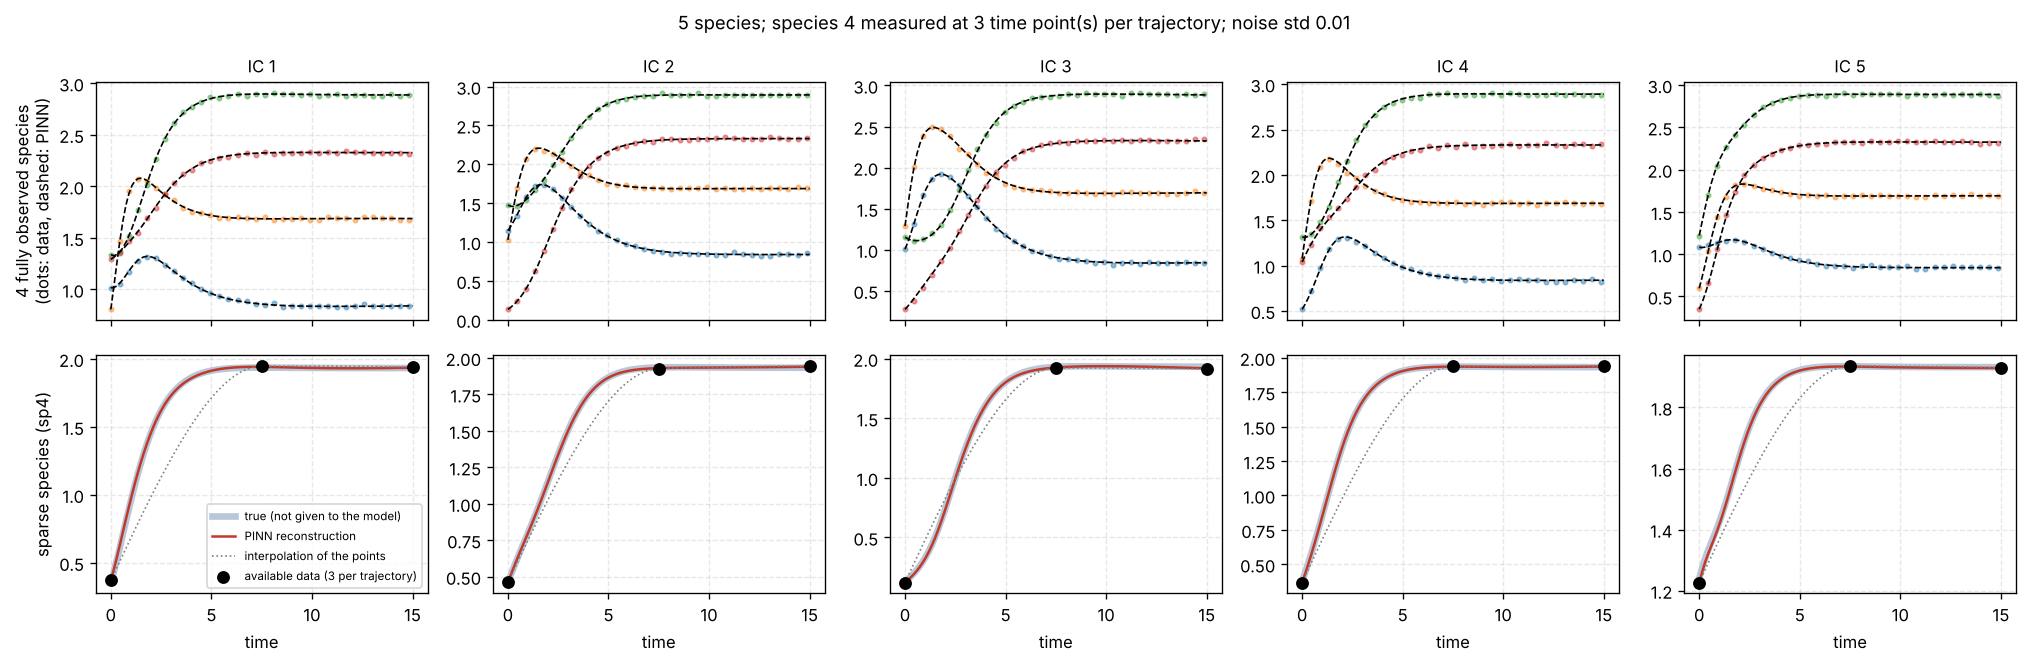 5 species; species 4 measured at 3 time point(s) per trajectory; noise std 0.01
IC 1
IC 2
IC 3
IC 4
IC 5
4 fully observed species
(dots: data, dashed: PINN)
3.0
2.5
2.0
1.5
1.0
3.0
2.5
2.0
1.5
1.0
0.5
0.0
3.0
2.5
2.0
1.5
1.0
0.5
3.0
2.5
2.0
1.5
1.0
0.5
3.0
2.5
2.0
1.5
1.0
0.5
sparse species (sp4)
2.0
1.5
1.0
0.5
true (not given to the model)
PINN reconstruction
interpolation of the points
available data (3 per trajectory)
0 5 10 15
time
2.00
1.75
1.50
1.25
1.00
0.75
0.50
0 5 10 15
time
2.0
1.5
1.0
0.5
0 5 10 15
time
2.00
1.75
1.50
1.25
1.00
0.75
0.50
0 5 10 15
time
1.8
1.6
1.4
1.2
0 5 10 15
time